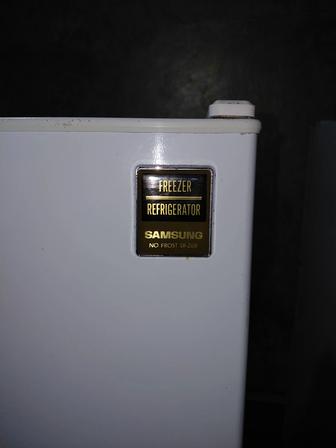 FREEZER
REFRIGERATOR
SAMSUNG
NO FROST